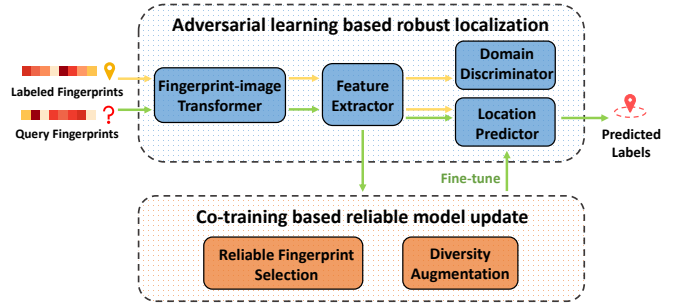 Adversarial learning based robust localization
Labeled Fingerprints
Query Fingerprints
Fingerprint-image
Transformer
Feature
Extractor
Domain
Discriminator
Location
Predictor
Predicted
Labels
Fine-tune
Co-training based reliable model update
Reliable Fingerprint
Selection
Diversity
Augmentation